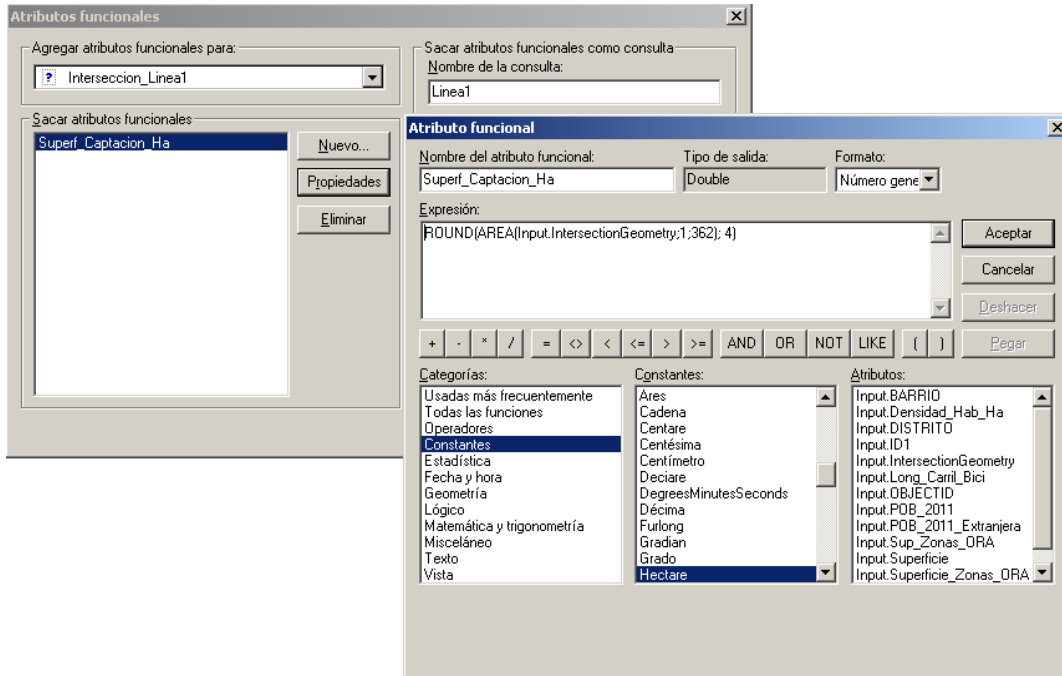 Atributos funcionales
Agregar atributos funcionales para:
Interseccion_Linea1
Sacar atributos funcionales como consulta
Nombre de la consulta:
Linea1
Sacar atributos funcionales
Superf_Captacion_Ha
Nuevo...
Propiedades
Eliminar
Atributo funcional
Nombre del atributo funcional:
Superf_Captacion_Ha
Tipo de salida:
Double
Formato:
Número gene
Expresión:
ROUND(AREA(Input.IntersectionGeometry;1;362); 4)
Aceptar
Cancelar
Deshacer
Pegar
+ - * / = <> < <= > >= AND OR NOT LIKE ( )
Categorías:
Usadas más frecuentemente
Todas las funciones
Operadores
Constantes
Estadística
Fecha y hora
Geometría
Lógico
Matemática y trigonometría
Misceláneo
Texto
Vista
Constantes:
Ares
Cadena
Centare
Centésima
Centímetro
Deciare
DegreesMinutesSeconds
Décima
Furlong
Gradian
Grado
Hectare
Atributos:
Input.BARRIO
Input.Densidad_Hab_Ha
Input.DISTRITO
Input.ID1
Input.IntersectionGeometry
Input.Long_Carril_Bici
Input.OBJECTID
Input.POB_2011
Input.POB_2011_Extranjera
Input.Sup_Zonas_ORA
Input.Superficie
Input.Superficie_Zonas_ORA